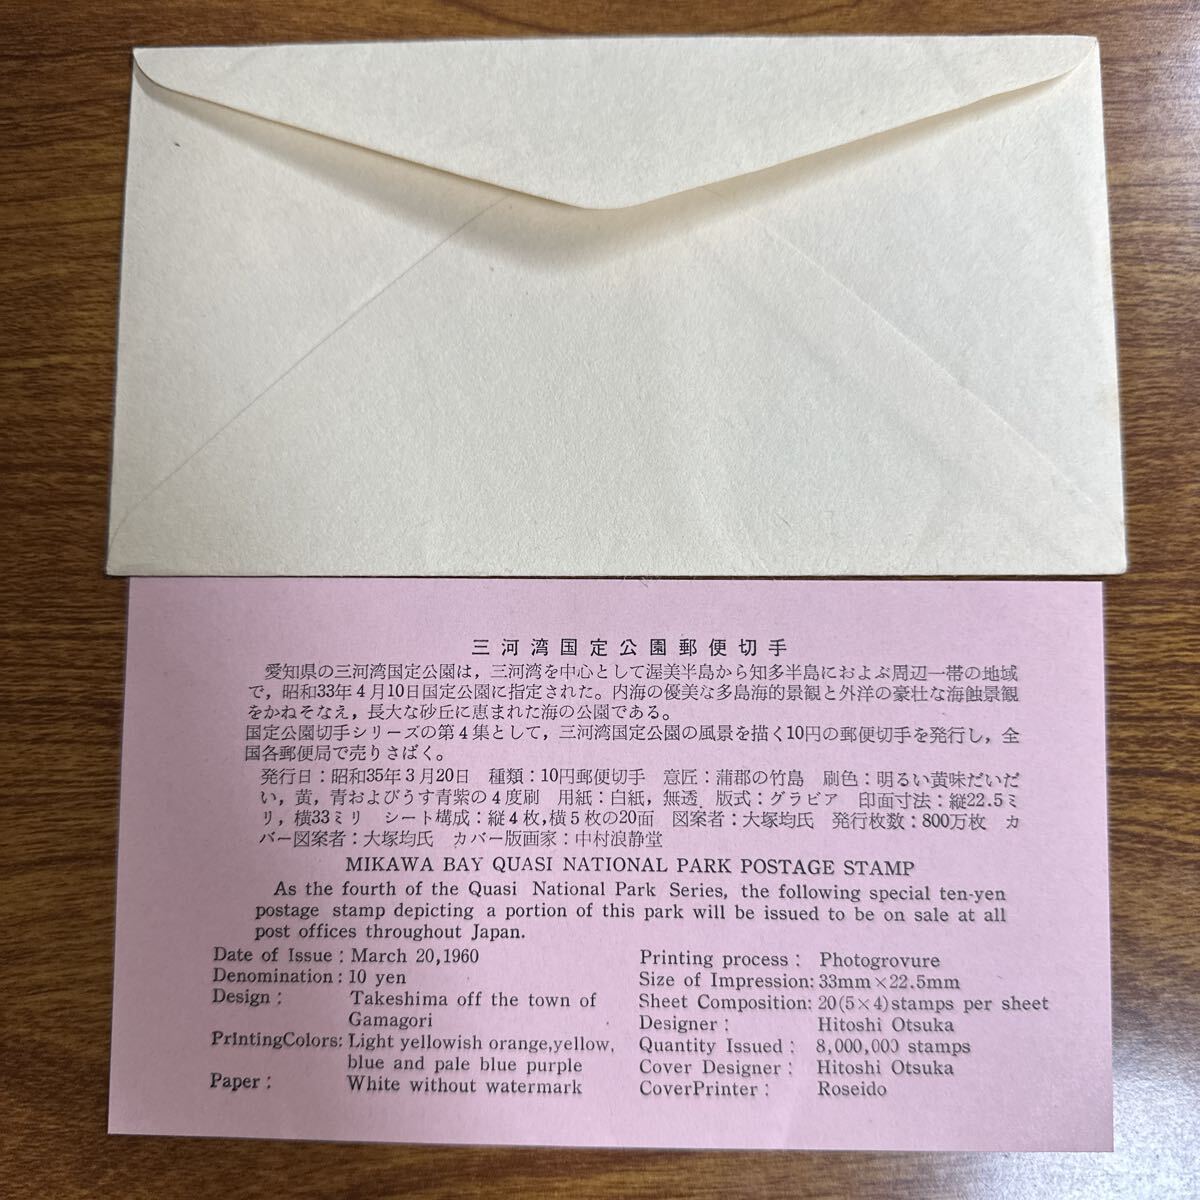 三河湾国定公園郵便切手
愛知県の三河湾国定公園は，三河湾を中心として渥美半島から知多半島におよぶ周辺一帯の地域
で，昭和33年4月10日国定公園に指定された。内海の優美な多島海的景観と外洋の豪壮な海蝕景観
をかねそなえ，長大な砂丘に恵まれた海の公園である。
国定公園切手シリーズの第4集として，三河湾国定公園の風景を描く10円の郵便切手を発行し，全
国各郵便局で売りさばく。
発行日：昭和35年3月20日 種類：10円郵便切手 意匠：蒲郡の竹島 刷色：明るい黄味だいだ
い，黄，青およびうす青紫の4度刷 用紙：白紙，無透．版式：グラビア 印面寸法：縦22.5ミ
リ，横33ミリ シート構成：縦4枚,横5枚の20面 図案者：大塚均氏 発行枚数：800万枚 カ
バー図案者：大塚均氏 カバー版画家：中村浪静堂
MIKAWA BAY QUASI NATIONAL PARK POSTAGE STAMP
As the fourth of the Quasi National Park Series, the following special ten-yen
postage stamp depicting a portion of this park will be issued to be on sale at all
post offices throughout Japan.
Date of Issue: March 20,1960
Denomination: 10 yen
Design: Takeshima off the town of
Gamagori
PrintingColors: Light yellowish orange,yellow,
blue and pale blue purple
Paper: White without watermark
Printing process: Photogrovure
Size of Impression: 33mm×22.5mm
Sheet Composition: 20(5×4)stamps per sheet
Designer: Hitoshi Otsuka
Quantity Issued: 8,000,000 stamps
Cover Designer: Hitoshi Otsuka
CoverPrinter: Roseido